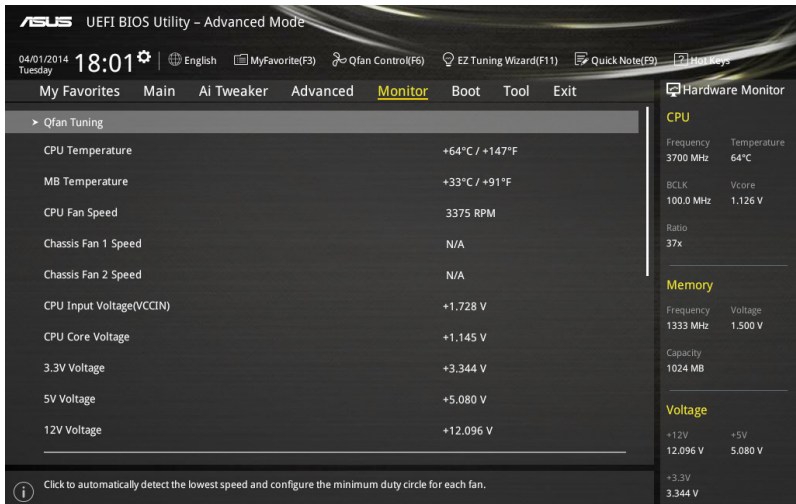 ASUS UEFI BIOS Utility – Advanced Mode
04/01/2014 Tuesday 18:01 English MyFavorite(F3) Qfan Control(F6) EZ Tuning Wizard(F11) Quick Note(F9) ? Hot Keys
My Favorites Main Ai Tweaker Advanced Monitor Boot Tool Exit
> Qfan Tuning
CPU Temperature +64°C / +147°F
MB Temperature +33°C / +91°F
CPU Fan Speed 3375 RPM
Chassis Fan 1 Speed N/A
Chassis Fan 2 Speed N/A
CPU Input Voltage(VCCIN) +1.728 V
CPU Core Voltage +1.145 V
3.3V Voltage +3.344 V
5V Voltage +5.080 V
12V Voltage +12.096 V
Click to automatically detect the lowest speed and configure the minimum duty circle for each fan.
Hardware Monitor
CPU
Frequency Temperature
3700 MHz 64°C
BCLK Vcore
100.0 MHz 1.126 V
Ratio
37x
Memory
Frequency Voltage
1333 MHz 1.500 V
Capacity
1024 MB
Voltage
+12V +5V
12.096 V 5.080 V
+3.3V
3.344 V